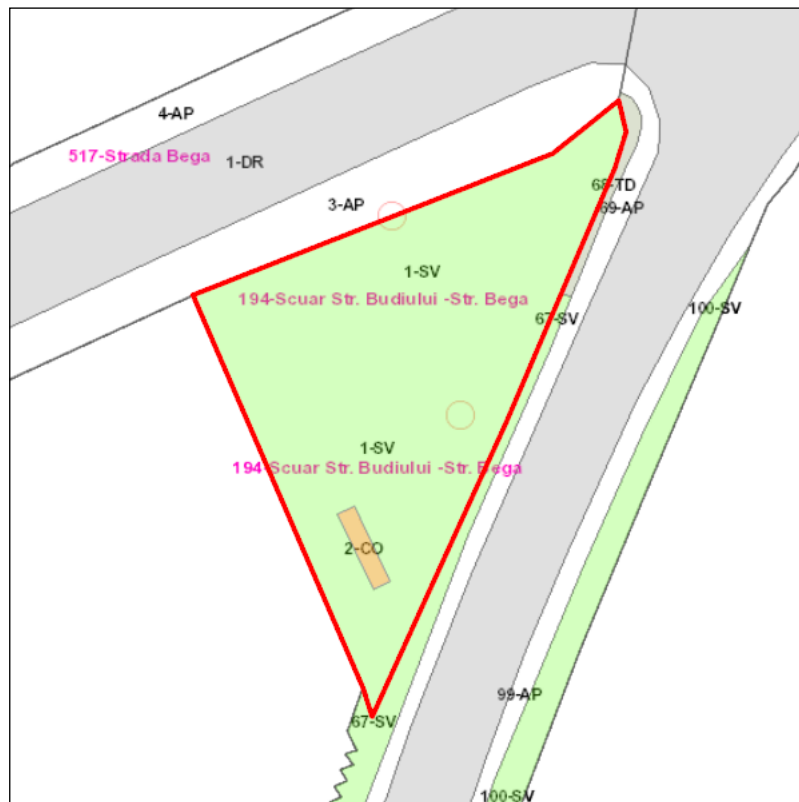 4-AP
517-Strada Bega
1-DR
68-TD
3-AP
69-AP
1-SV
194-Scuar Str. Budiului -Str. Bega
100-SV
67-SV
1-SV
194-Scuar Str. Budiului -Str. Bega
2-CO
99-AP
67-SV
100-SV